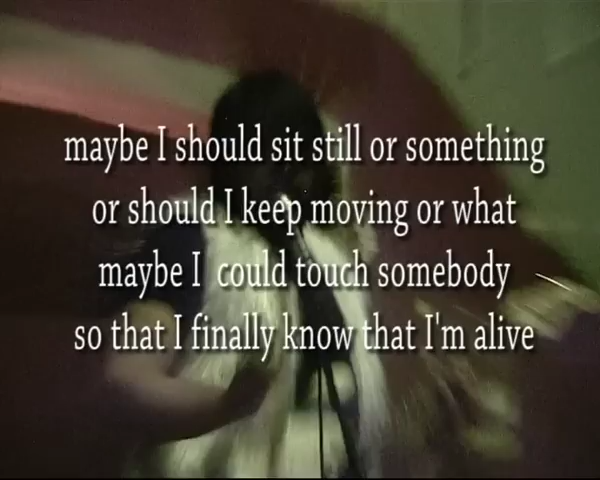 maybe I should sit still or something
or should I keep moving or what
maybe I could touch somebody
so that I finally know that I'm alive